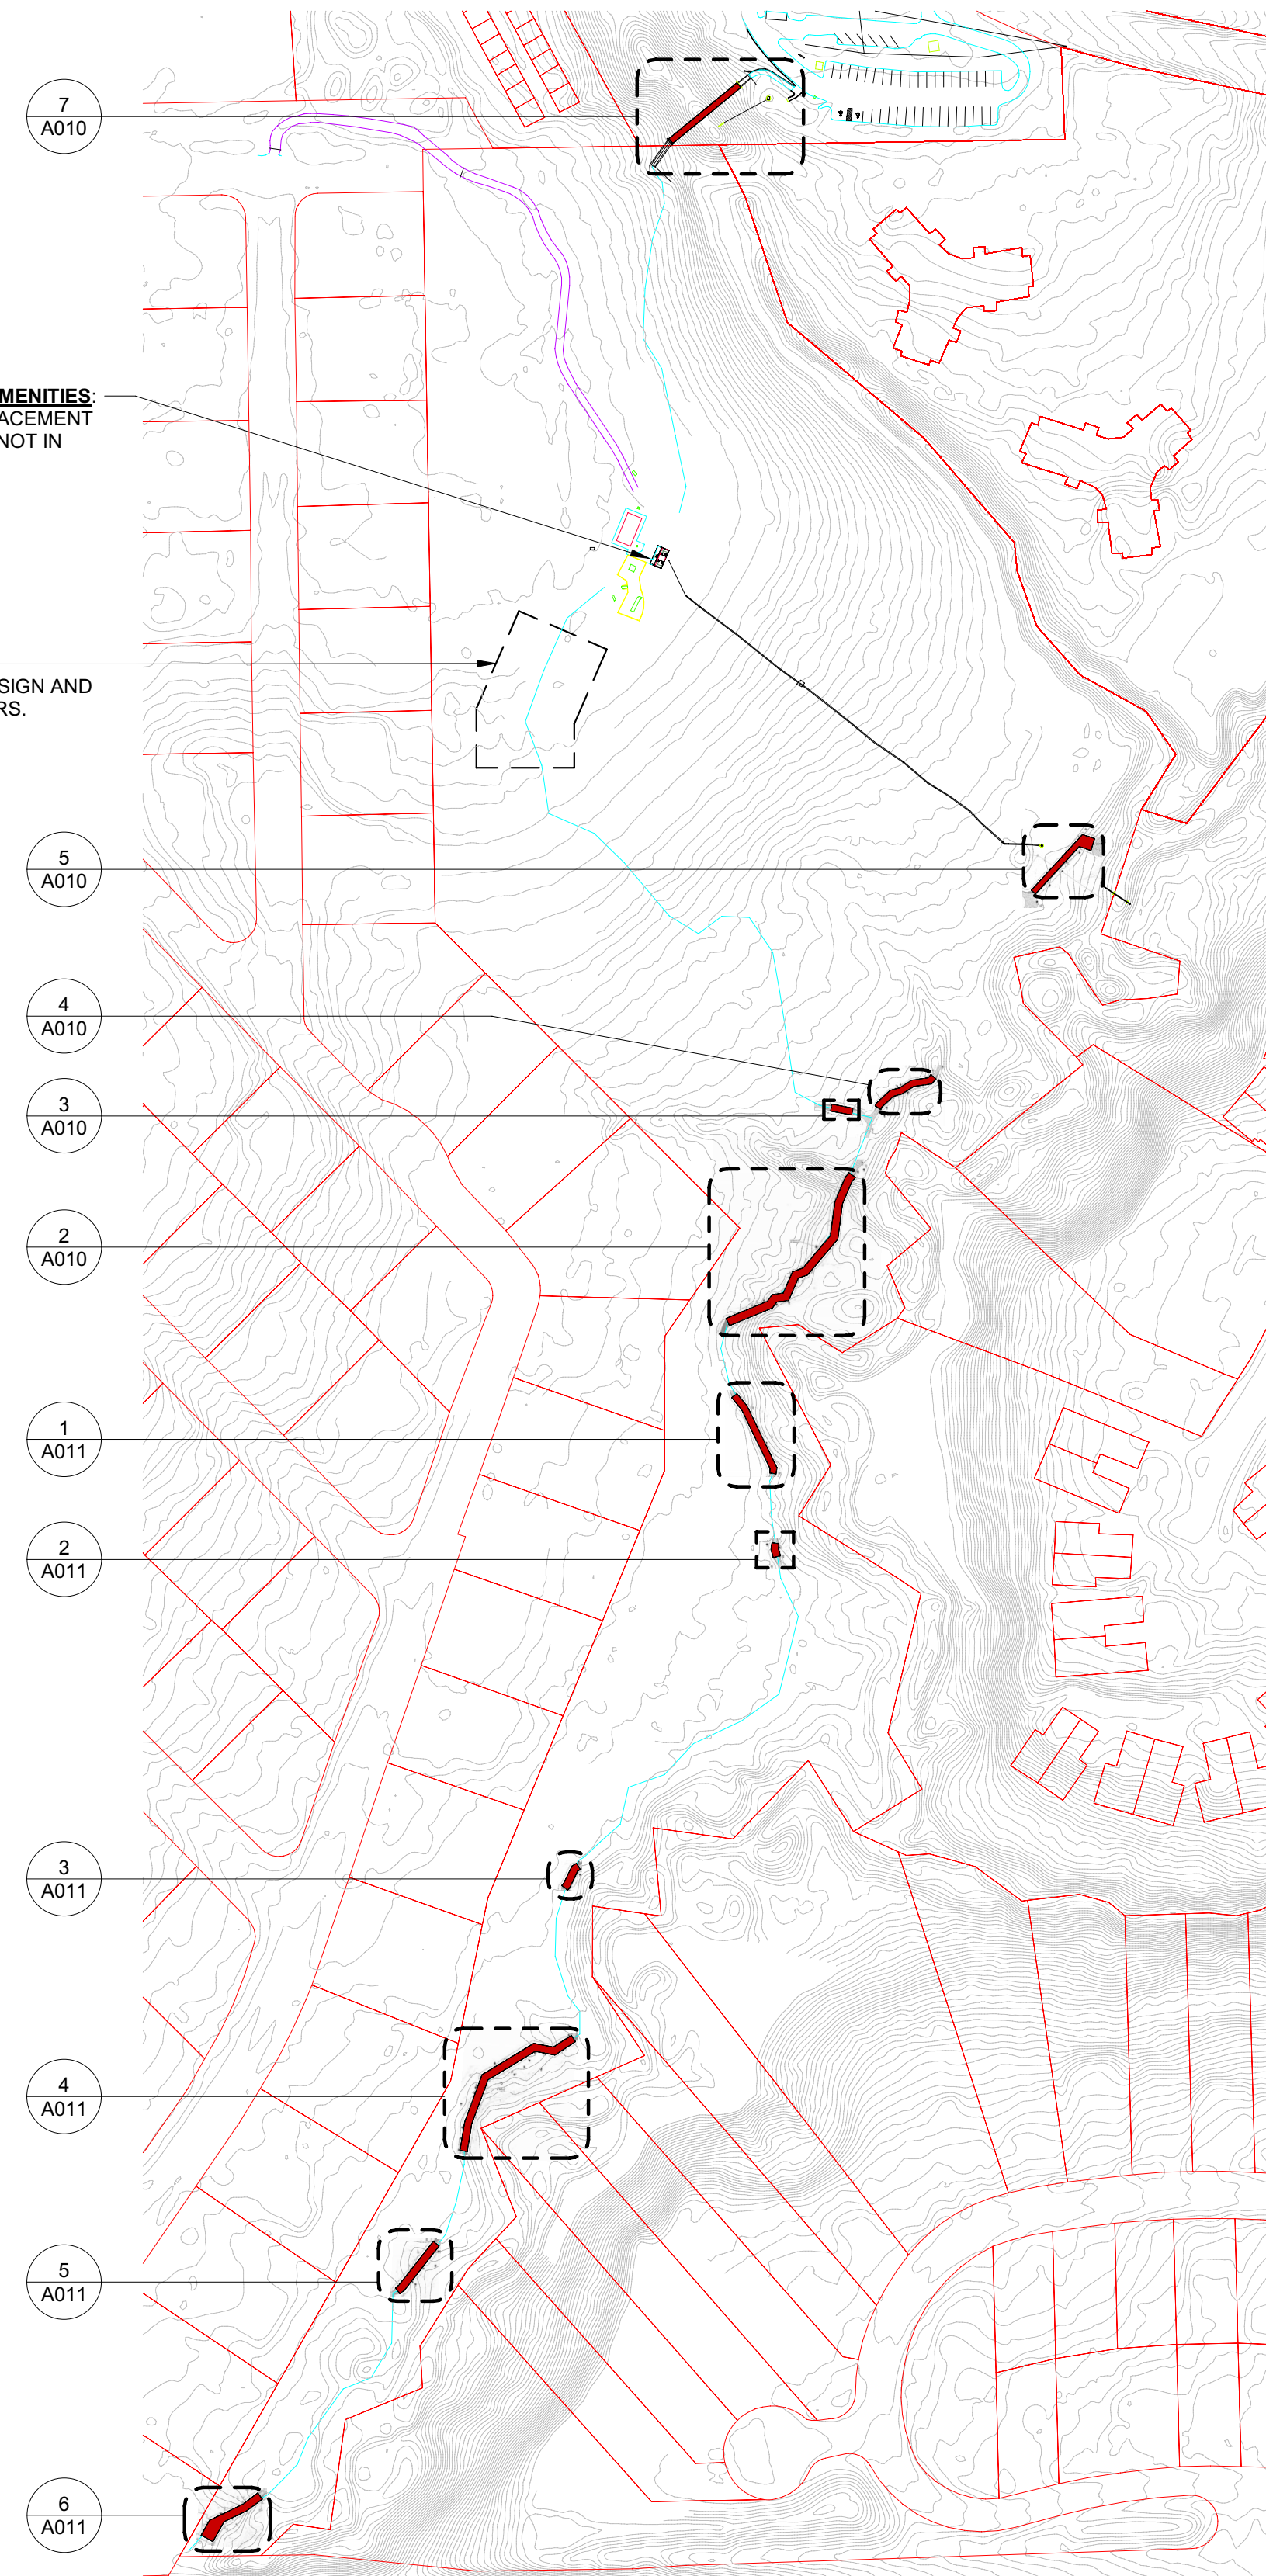 7
A010
MENITIES:
ACEMENT
NOT IN
SIGN AND
RS.
5
A010
4
A010
3
A010
2
A010
1
A011
2
A011
3
A011
4
A011
5
A011
6
A011